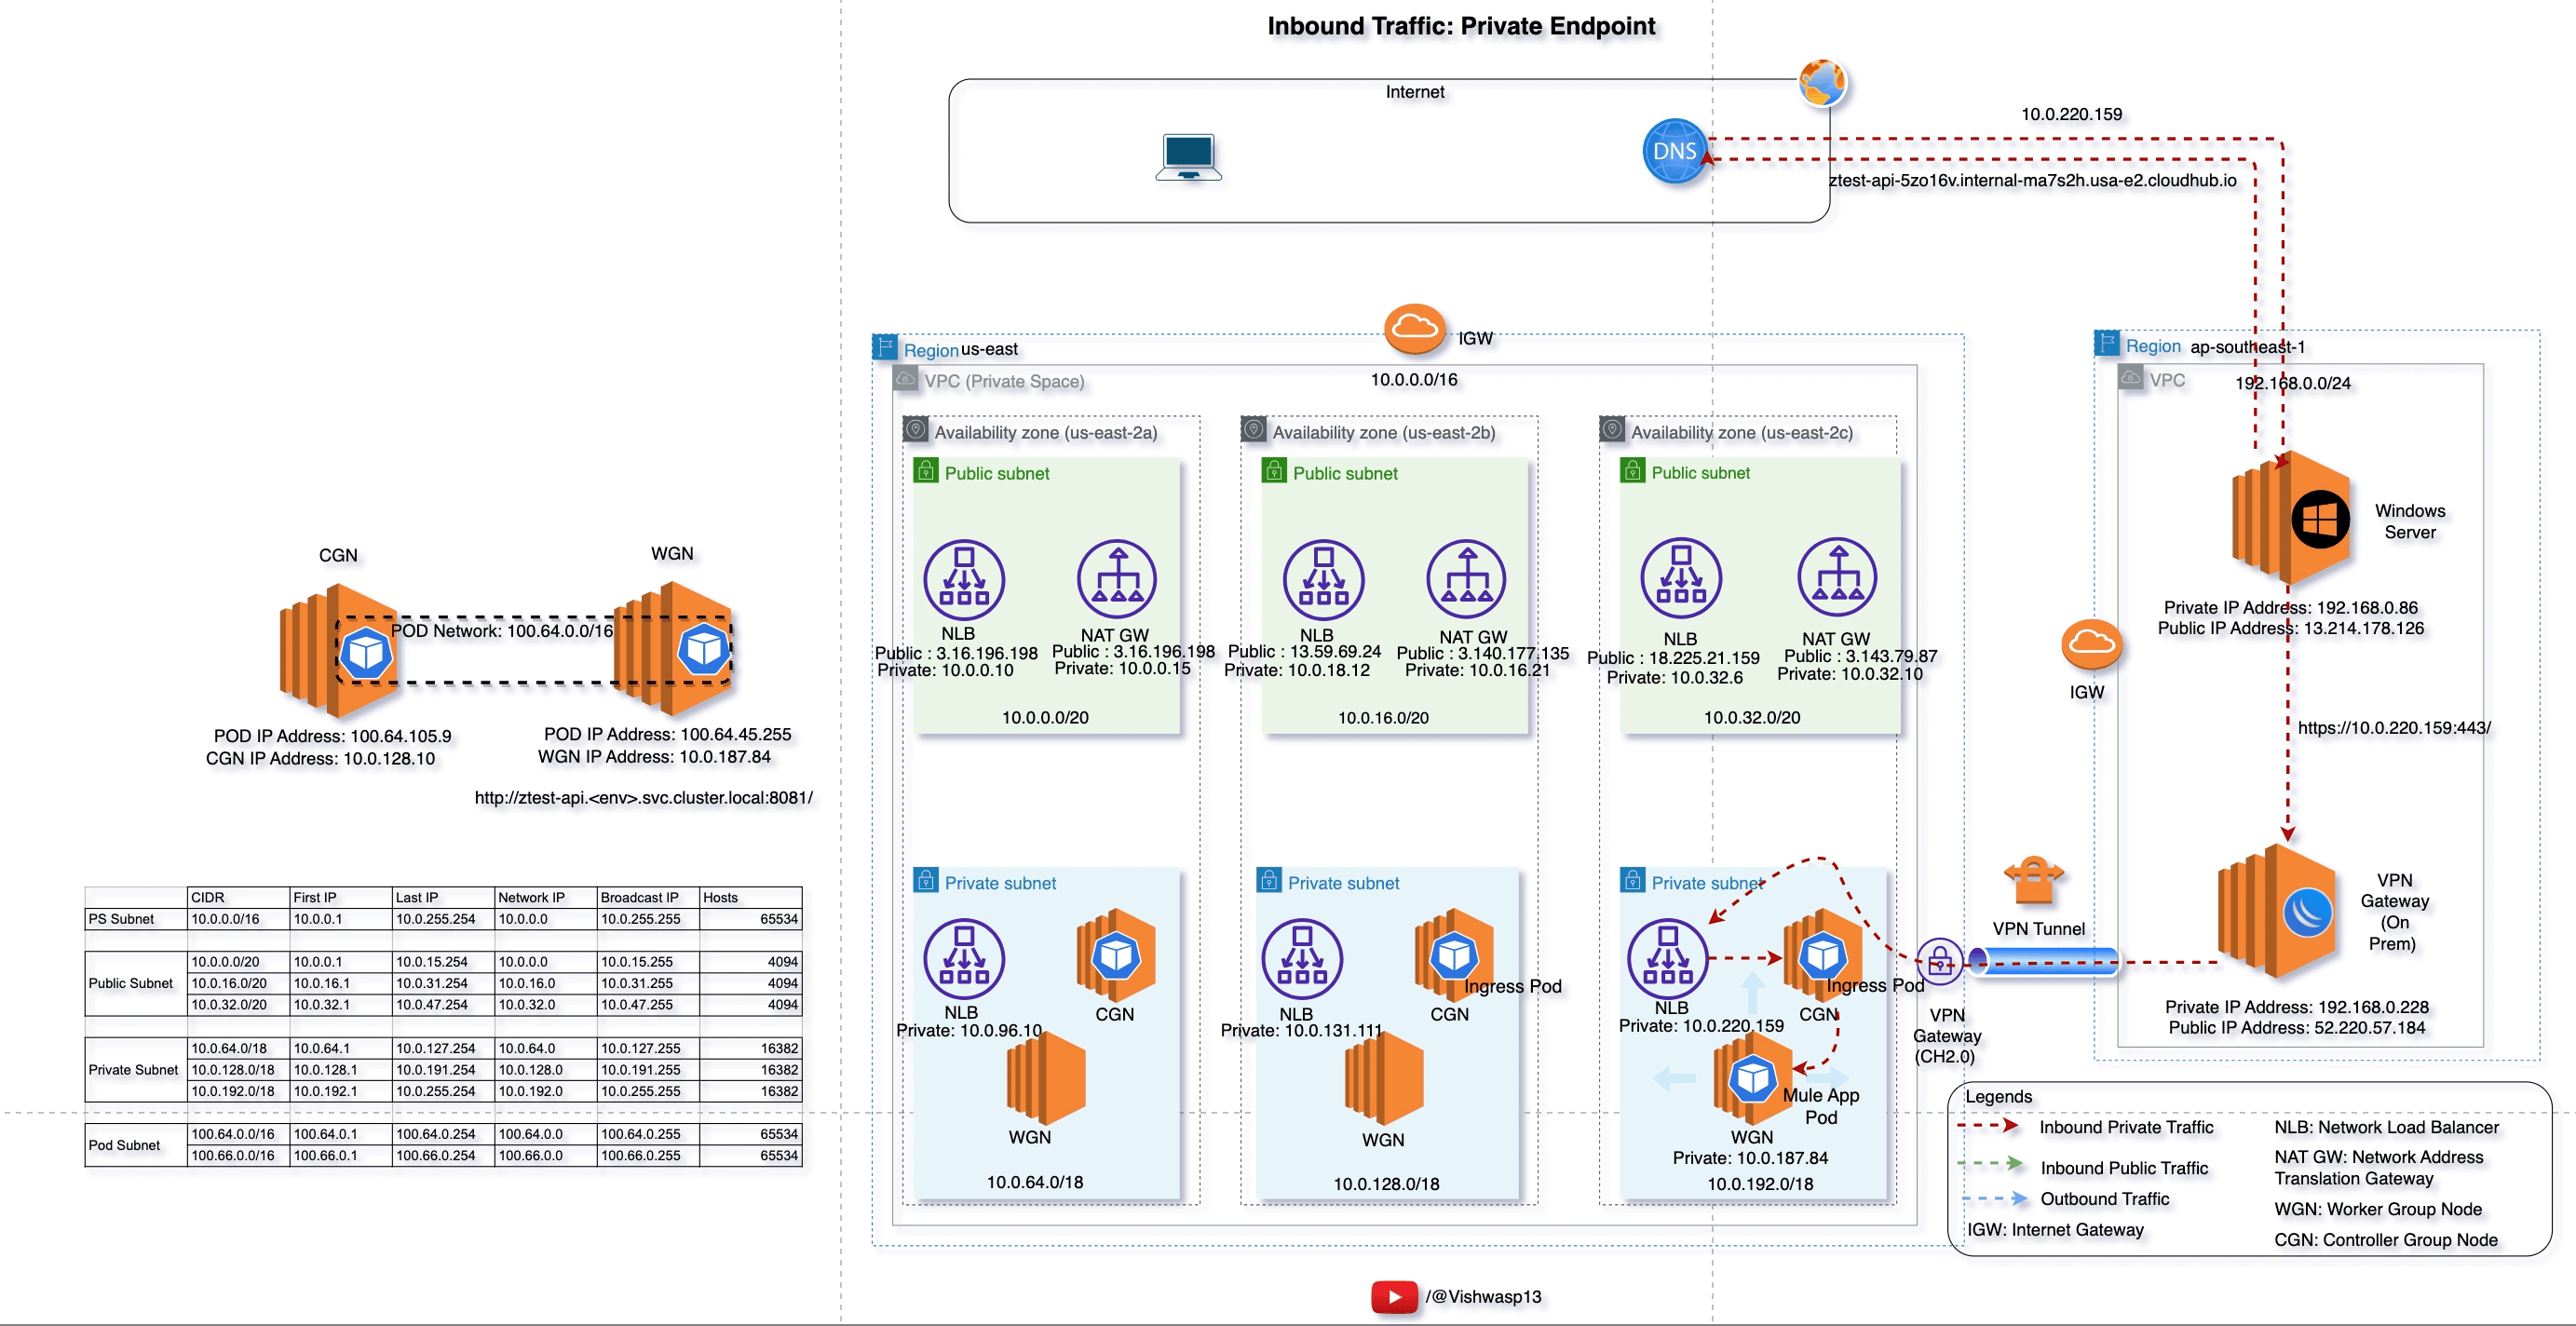 Inbound Traffic: Private Endpoint
Internet
DNS
10.0.220.159
ztest-api-5zo16v.internal-ma7s2h.usa-e2.cloudhub.io
IGW
Region us-east
VPC (Private Space)
10.0.0.0/16
Availability zone (us-east-2a)
Public subnet
NLB
Public : 3.16.196.198
Private: 10.0.0.10
NAT GW
Public : 3.16.196.198
Private: 10.0.0.15
10.0.0.0/20
Private subnet
NLB
Private: 10.0.96.10
CGN
WGN
10.0.64.0/18
Availability zone (us-east-2b)
Public subnet
NLB
Public : 13.59.69.24
Private: 10.0.18.12
NAT GW
Public : 3.140.177.135
Private: 10.0.16.21
10.0.16.0/20
Private subnet
NLB
Private: 10.0.131.111
Ingress Pod
CGN
WGN
10.0.128.0/18
Availability zone (us-east-2c)
Public subnet
NLB
Public : 18.225.21.159
Private: 10.0.32.6
NAT GW
Public : 3.143.79.87
Private: 10.0.32.10
10.0.32.0/20
Private subnet
NLB
Private: 10.0.220.159
Ingress Pod
CGN
Mule App
Pod
WGN
Private: 10.0.187.84
10.0.192.0/18
VPN
Gateway
(CH2.0)
VPN Tunnel
Region ap-southeast-1
VPC
192.168.0.0/24
Windows
Server
Private IP Address: 192.168.0.86
Public IP Address: 13.214.178.126
IGW
https://10.0.220.159:443/
VPN
Gateway
(On
Prem)
Private IP Address: 192.168.0.228
Public IP Address: 52.220.57.184
CGN
WGN
POD Network: 100.64.0.0/16
POD IP Address: 100.64.105.9
CGN IP Address: 10.0.128.10
POD IP Address: 100.64.45.255
WGN IP Address: 10.0.187.84
http://ztest-api.<env>.svc.cluster.local:8081/
CIDR First IP Last IP Network IP Broadcast IP Hosts
PS Subnet 10.0.0.0/16 10.0.0.1 10.0.255.254 10.0.0.0 10.0.255.255 65534
Public Subnet
10.0.0.0/20 10.0.0.1 10.0.15.254 10.0.0.0 10.0.15.255 4094
10.0.16.0/20 10.0.16.1 10.0.31.254 10.0.16.0 10.0.31.255 4094
10.0.32.0/20 10.0.32.1 10.0.47.254 10.0.32.0 10.0.47.255 4094
Private Subnet
10.0.64.0/18 10.0.64.1 10.0.127.254 10.0.64.0 10.0.127.255 16382
10.0.128.0/18 10.0.128.1 10.0.191.254 10.0.128.0 10.0.191.255 16382
10.0.192.0/18 10.0.192.1 10.0.255.254 10.0.192.0 10.0.255.255 16382
Pod Subnet
100.64.0.0/16 100.64.0.1 100.64.0.254 100.64.0.0 100.64.0.255 65534
100.66.0.0/16 100.66.0.1 100.66.0.254 100.66.0.0 100.66.0.255 65534
Legends
Inbound Private Traffic
Inbound Public Traffic
Outbound Traffic
IGW: Internet Gateway
NLB: Network Load Balancer
NAT GW: Network Address
Translation Gateway
WGN: Worker Group Node
CGN: Controller Group Node
/@Vishwasp13